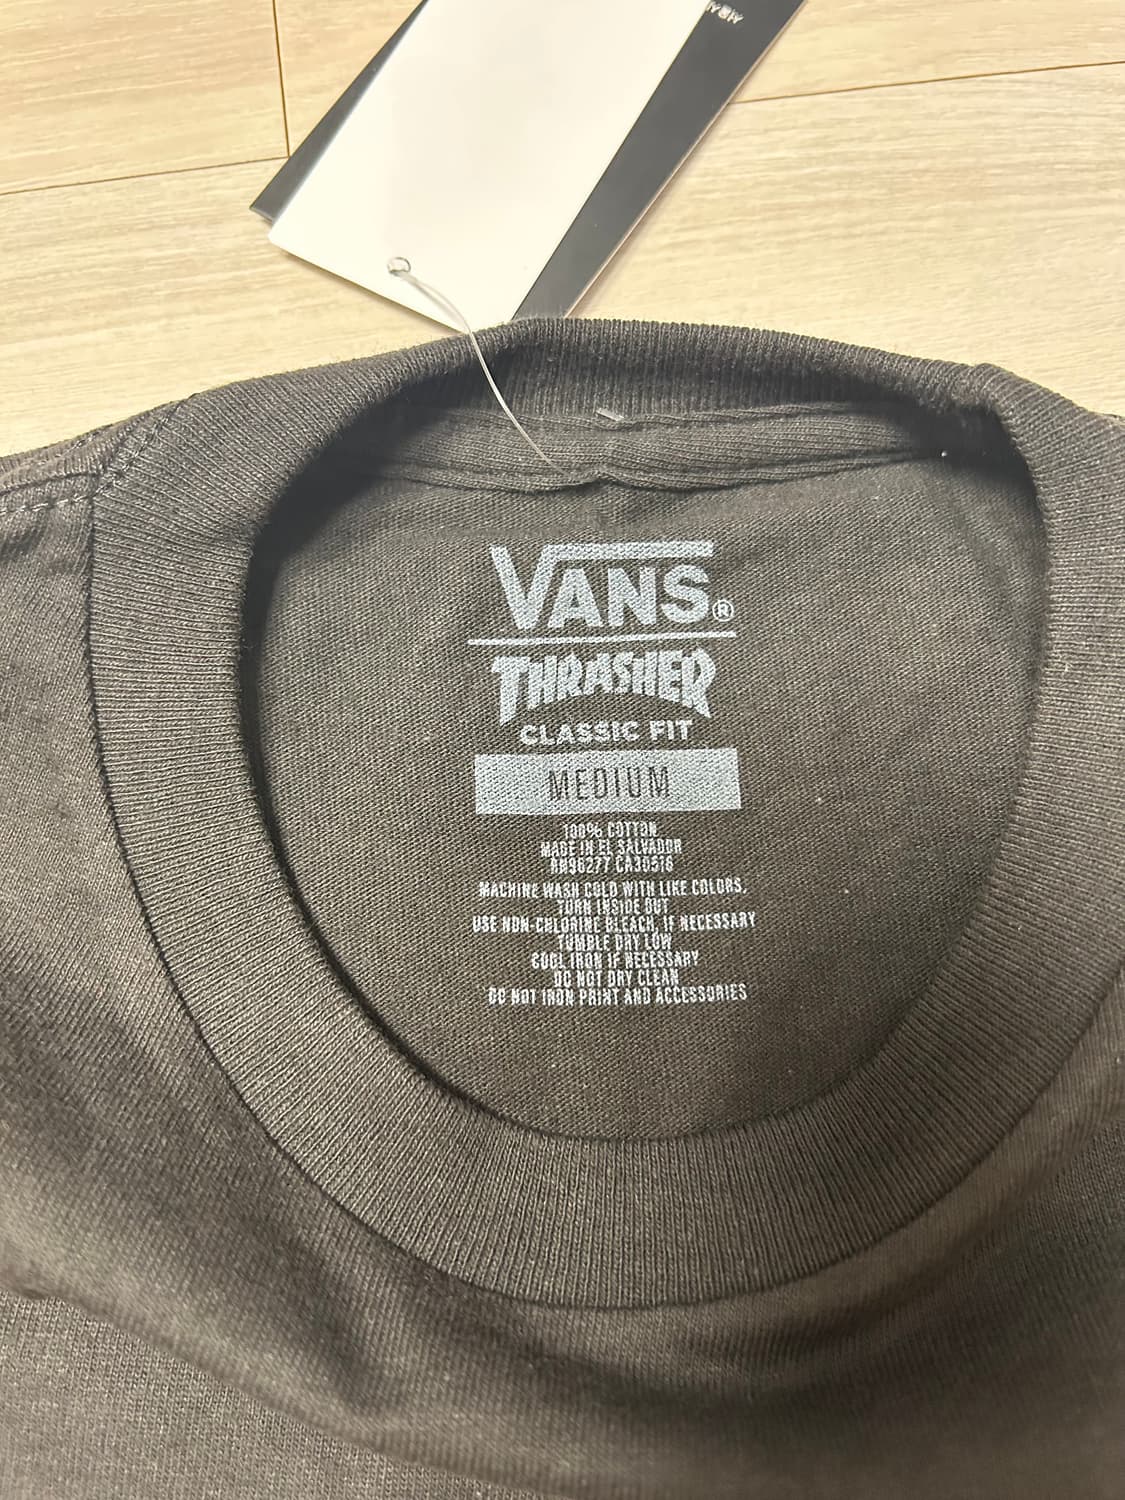 VANS®
THRASHER
CLASSIC FIT
MEDIUM
100% COTTON
MADE IN EL SALVADOR
RN96277 CA30516
MACHINE WASH COLD WITH LIKE COLORS,
TURN INSIDE OUT
USE NON-CHLORINE BLEACH, IF NECESSARY
TUMBLE DRY LOW
COOL IRON IF NECESSARY
DO NOT DRY CLEAN
DO NOT IRON PRINT AND ACCESSORIES